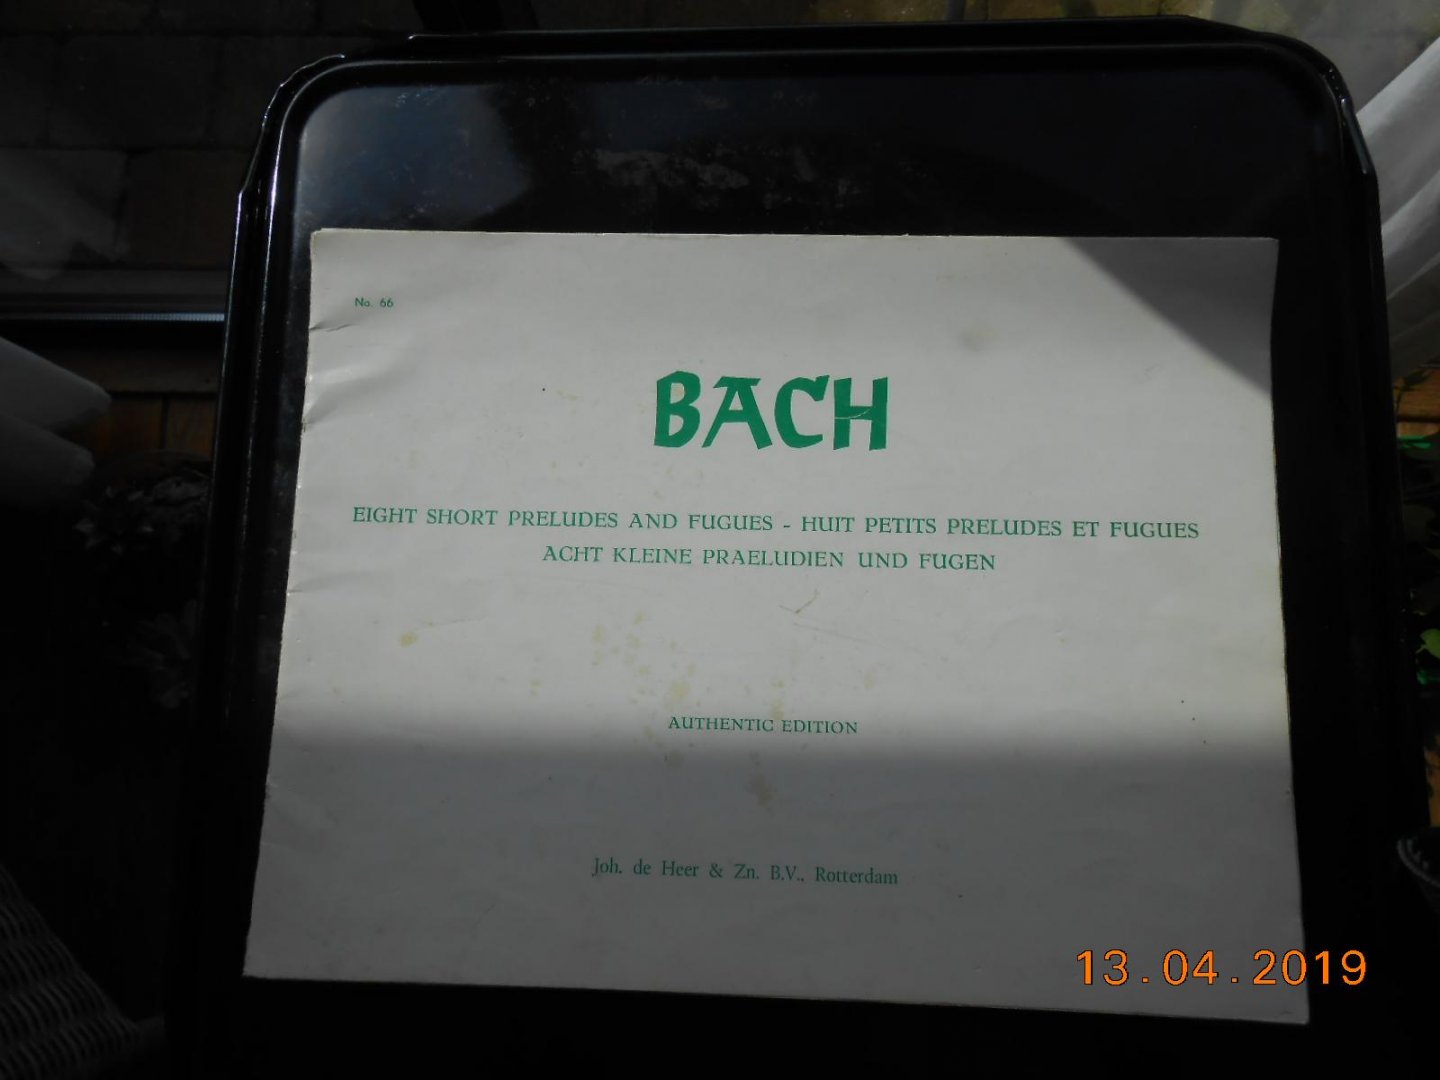 No. 66
BACH
EIGHT SHORT PRELUDES AND FUGUES - HUIT PETITS PRELUDES ET FUGUES
ACHT KLEINE PRAELUDIEN UND FUGEN
AUTHENTIC EDITION
Joh. de Heer & Zn. B.V., Rotterdam
13.04.2019